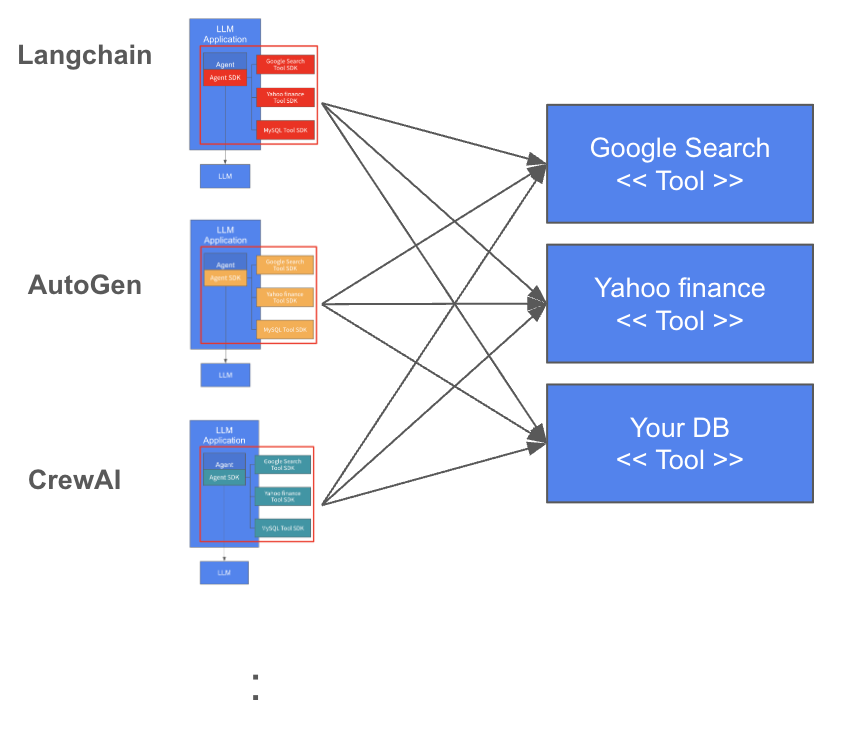 Langchain
LLM
Application
Agent
Agent SDK
Google Search
Tool SDK
Yahoo finance
Tool SDK
MySQL Tool SDK
LLM
AutoGen
LLM
Application
Agent
Agent SDK
Google Search
Tool SDK
Yahoo finance
Tool SDK
MySQL Tool SDK
LLM
CrewAI
LLM
Application
Agent
Agent SDK
Google Search
Tool SDK
Yahoo finance
Tool SDK
MySQL Tool SDK
LLM
:
Google Search
<< Tool >>
Yahoo finance
<< Tool >>
Your DB
<< Tool >>